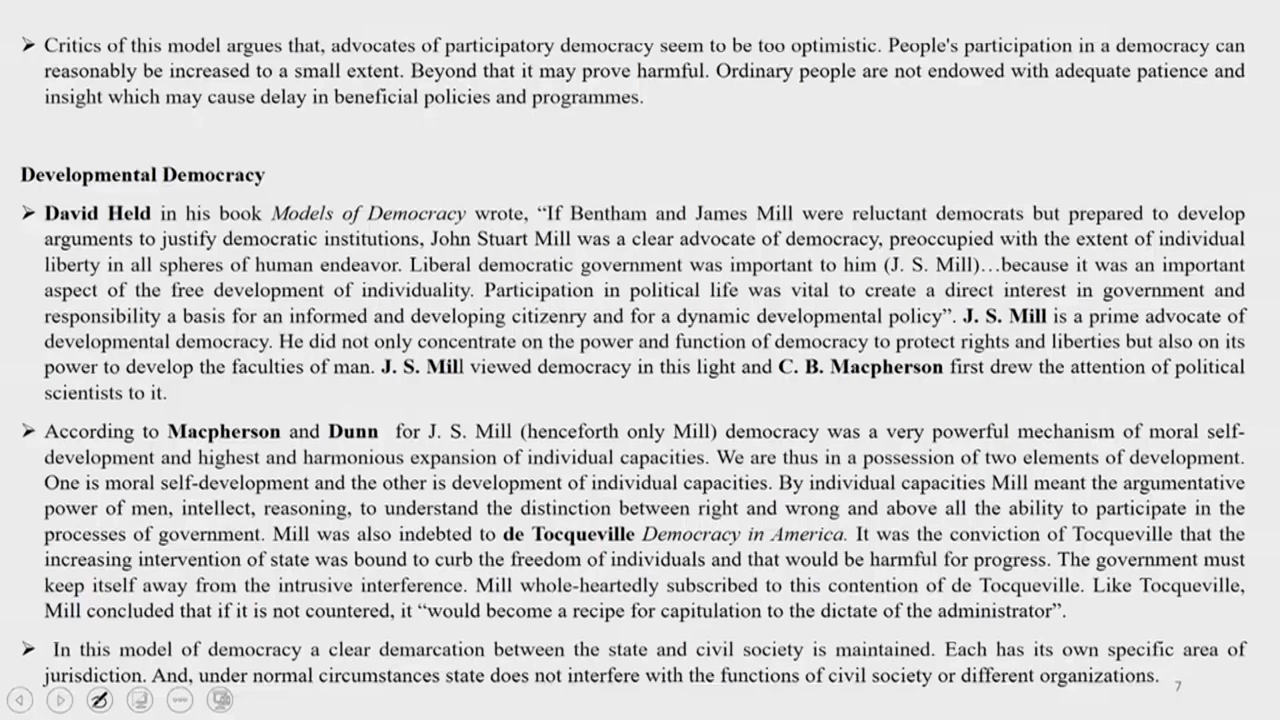 ➢ Critics of this model argues that, advocates of participatory democracy seem to be too optimistic. People's participation in a democracy can
reasonably be increased to a small extent. Beyond that it may prove harmful. Ordinary people are not endowed with adequate patience and
insight which may cause delay in beneficial policies and programmes.
Developmental Democracy
➢ David Held in his book Models of Democracy wrote, “If Bentham and James Mill were reluctant democrats but prepared to develop
arguments to justify democratic institutions, John Stuart Mill was a clear advocate of democracy, preoccupied with the extent of individual
liberty in all spheres of human endeavor. Liberal democratic government was important to him (J. S. Mill)…because it was an important
aspect of the free development of individuality. Participation in political life was vital to create a direct interest in government and
responsibility a basis for an informed and developing citizenry and for a dynamic developmental policy”. J. S. Mill is a prime advocate of
developmental democracy. He did not only concentrate on the power and function of democracy to protect rights and liberties but also on its
power to develop the faculties of man. J. S. Mill viewed democracy in this light and C. B. Macpherson first drew the attention of political
scientists to it.
➢ According to Macpherson and Dunn for J. S. Mill (henceforth only Mill) democracy was a very powerful mechanism of moral self-
development and highest and harmonious expansion of individual capacities. We are thus in a possession of two elements of development.
One is moral self-development and the other is development of individual capacities. By individual capacities Mill meant the argumentative
power of men, intellect, reasoning, to understand the distinction between right and wrong and above all the ability to participate in the
processes of government. Mill was also indebted to de Tocqueville Democracy in America. It was the conviction of Tocqueville that the
increasing intervention of state was bound to curb the freedom of individuals and that would be harmful for progress. The government must
keep itself away from the intrusive interference. Mill whole-heartedly subscribed to this contention of de Tocqueville. Like Tocqueville,
Mill concluded that if it is not countered, it “would become a recipe for capitulation to the dictate of the administrator”.
➢ In this model of democracy a clear demarcation between the state and civil society is maintained. Each has its own specific area of
jurisdiction. And, under normal circumstances state does not interfere with the functions of civil society or different organizations.
7